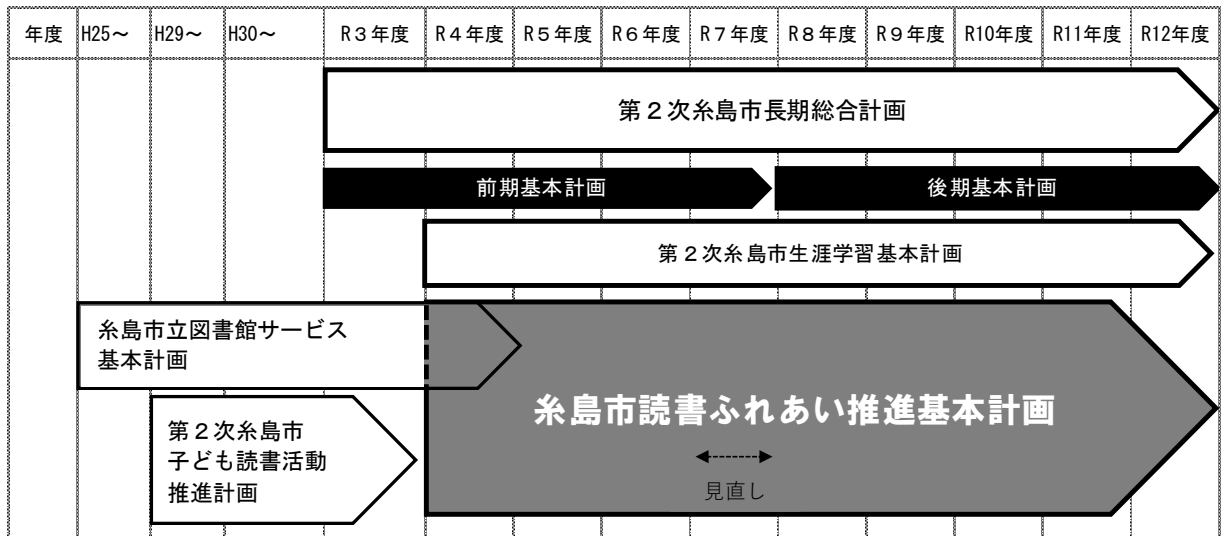 年度 H25～ H29～ H30～ R３年度 R４年度 R５年度 R６年度 R７年度 R８年度 R９年度 R10年度 R11年度 R12年度
第２次糸島市長期総合計画
前期基本計画 後期基本計画
第２次糸島市生涯学習基本計画
糸島市立図書館サービス
基本計画
糸島市読書ふれあい推進基本計画
第２次糸島市
子ども読書活動
推進計画
見直し